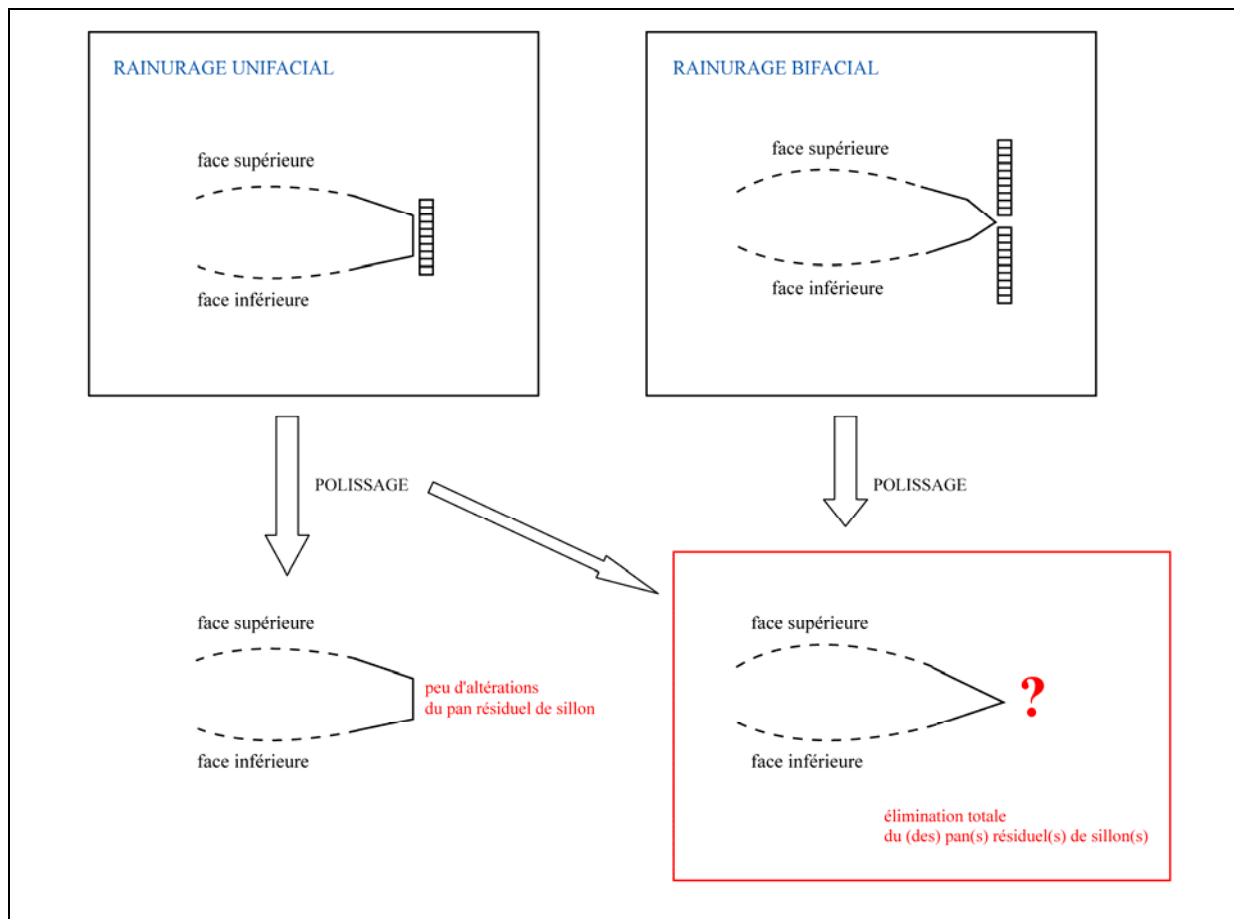 RAINURAGE UNIFACIAL
face supérieure
face inférieure
RAINURAGE BIFACIAL
face supérieure
face inférieure
POLISSAGE
POLISSAGE
face supérieure
peu d'altérations
du pan résiduel de sillon
face inférieure
face supérieure
?
face inférieure
élimination totale
du (des) pan(s) résiduel(s) de sillon(s)